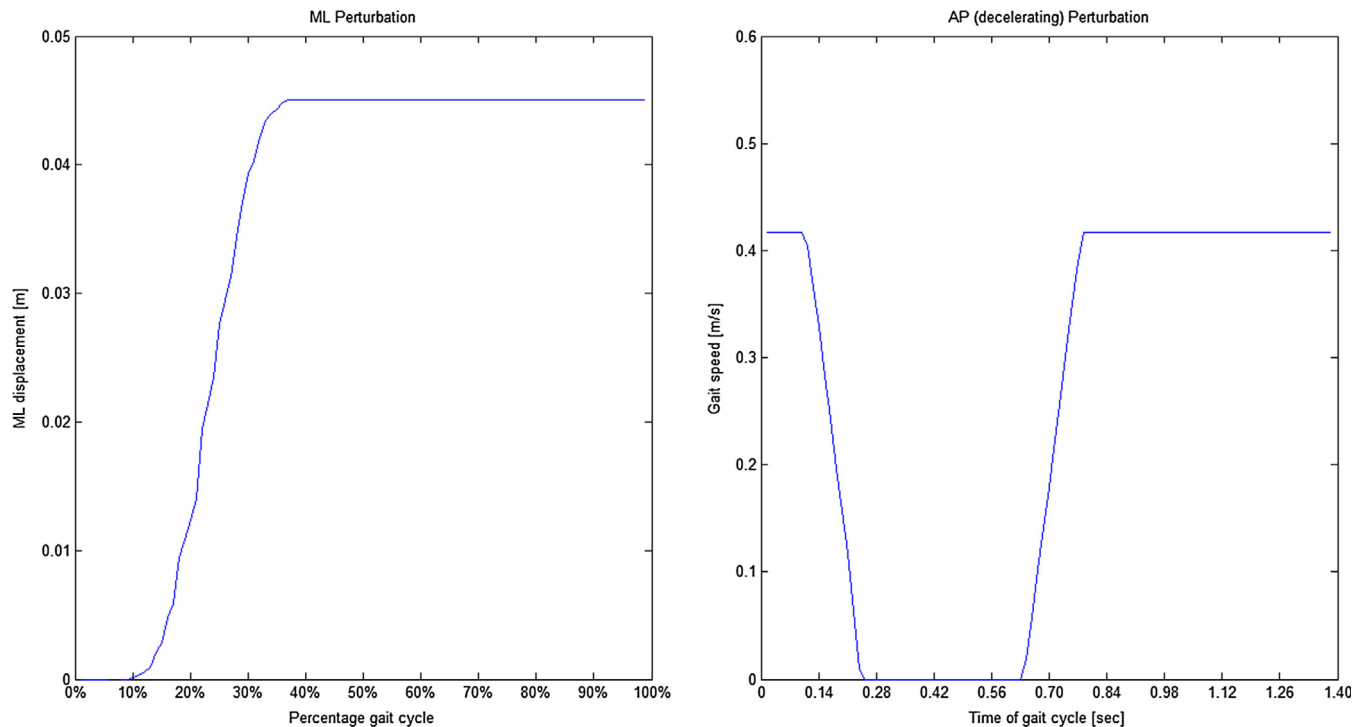 ML Perturbation
0.05
0.04
0.03
0.02
0.01
0
ML displacement [m]
0% 10% 20% 30% 40% 50% 60% 70% 80% 90% 100%
Percentage gait cycle
AP (decelerating) Perturbation
0.6
0.5
0.4
0.3
0.2
0.1
0
Gait speed [m/s]
0 0.14 0.28 0.42 0.56 0.70 0.84 0.98 1.12 1.26 1.40
Time of gait cycle [sec]